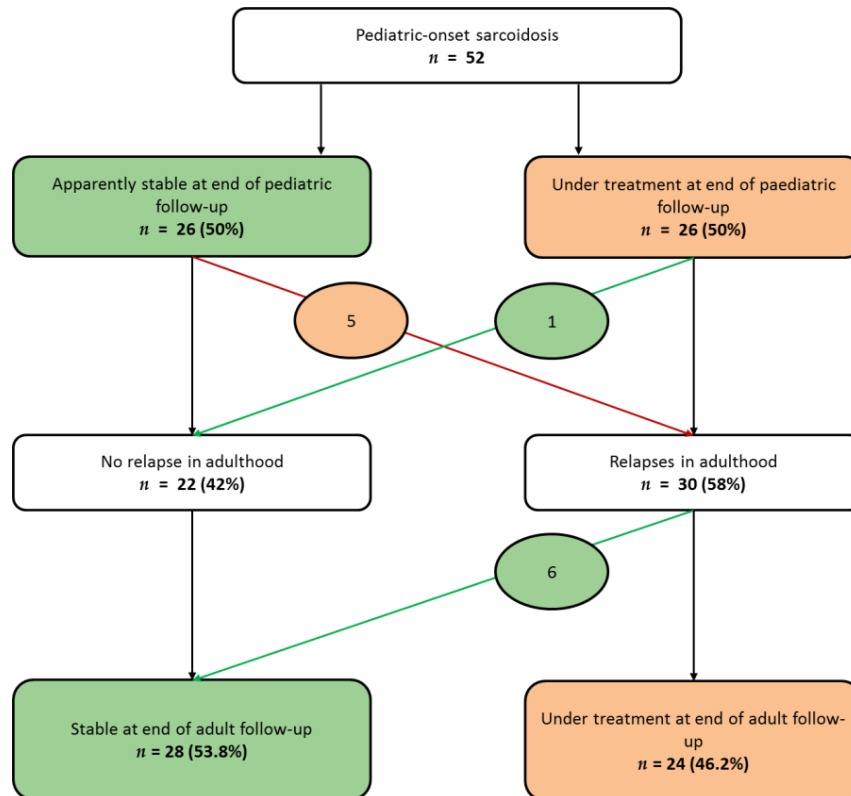 Pediatric-onset sarcoidosis
n = 52
Apparently stable at end of pediatric
follow-up
n = 26 (50%)
Under treatment at end of paediatric
follow-up
n = 26 (50%)
5
1
No relapse in adulthood
n = 22 (42%)
Relapses in adulthood
n = 30 (58%)
6
Stable at end of adult follow-up
n = 28 (53.8%)
Under treatment at end of adult follow-
up
n = 24 (46.2%)